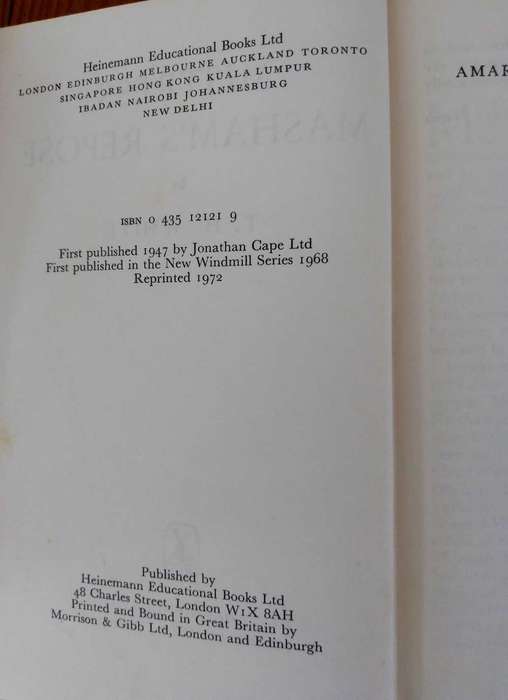 Heinemann Educational Books Ltd
LONDON EDINBURGH MELBOURNE AUCKLAND TORONTO
SINGAPORE HONG KONG KUALA LUMPUR
IBADAN NAIROBI JOHANNESBURG
NEW DELHI
MASHAM'S REPOSE
ISBN 0 435 12121 9
First published 1947 by Jonathan Cape Ltd
First published in the New Windmill Series 1968
Reprinted 1972
Published by
Heinemann Educational Books Ltd
48 Charles Street, London W1X 8AH
Printed and Bound in Great Britain by
Morrison & Gibb Ltd, London and Edinburgh
AMAR